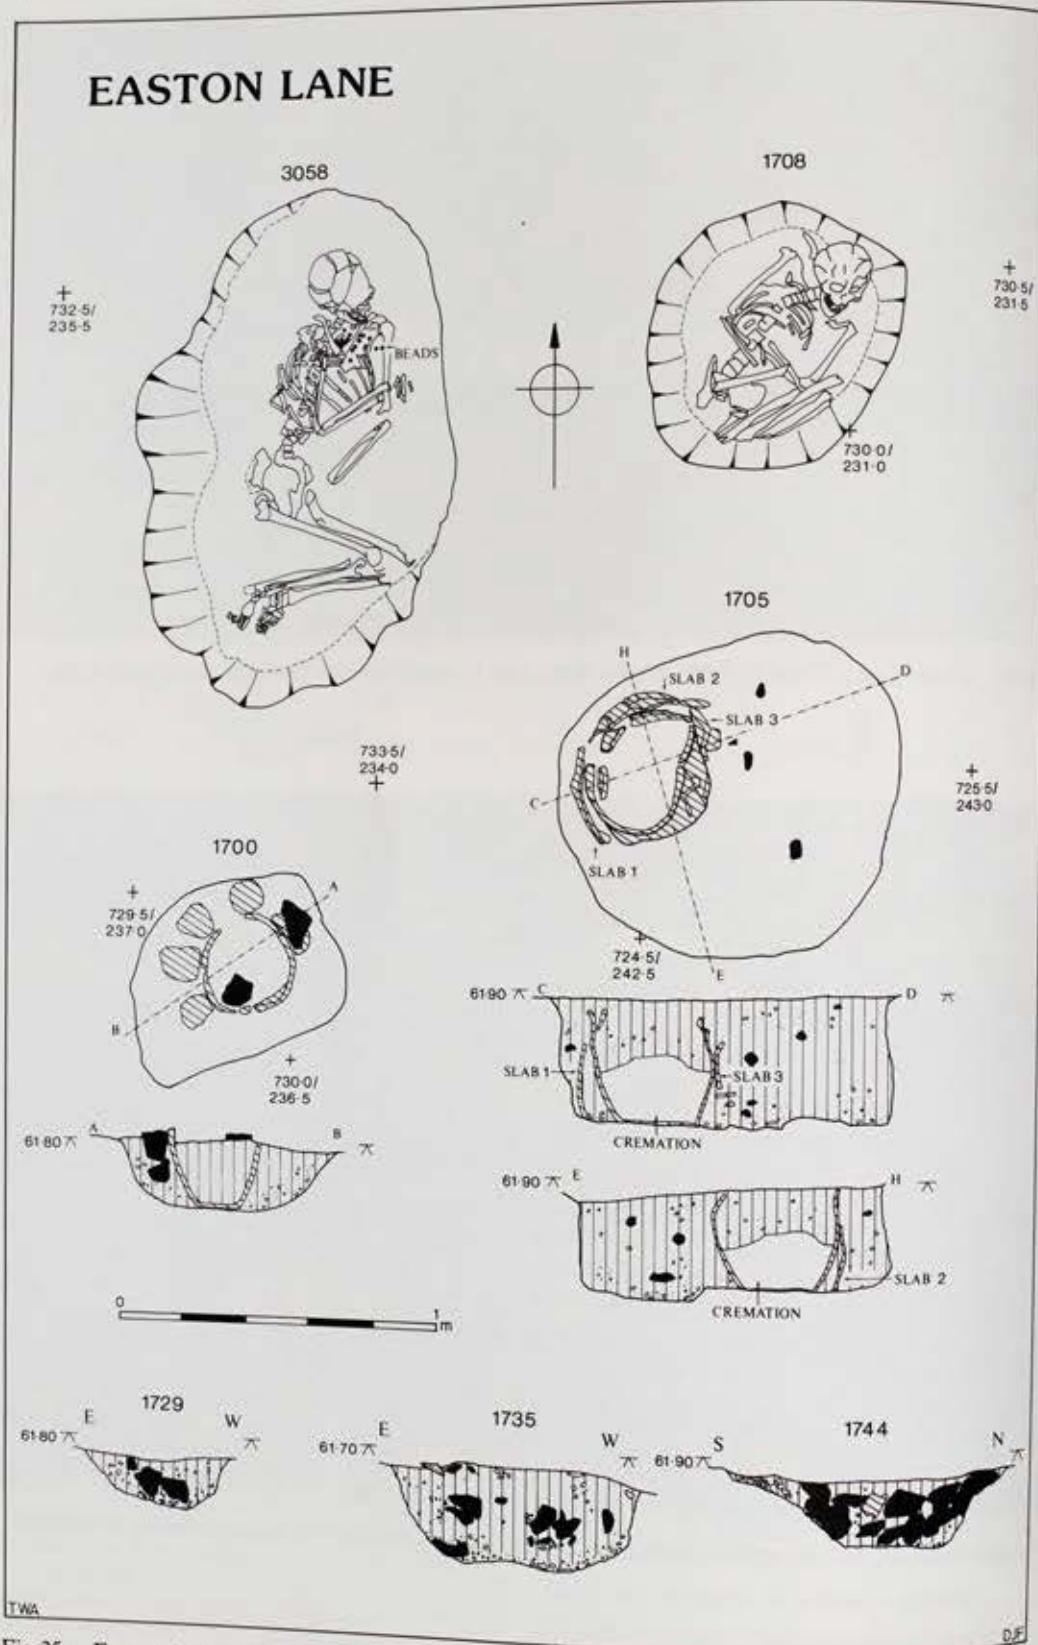 EASTON LANE
3058
1708
732·5/
235·5
730·5/
231·5
BEADS
730·0/
231·0
1705
H
D
SLAB 2
SLAB 3
733·5/
234·0
725·5/
243·0
C
SLAB 1
1700
A
729·5/
237·0
B
724·5/
242·5
E
730·0/
236·5
61·90 C
D
SLAB 1
SLAB 3
CREMATION
61·80 A
B
61·90 E
H
SLAB 2
CREMATION
0
1
m
1729
E
W
61·80
1735
E
W
61·70
1744
S
N
61·90
TWA
DJF